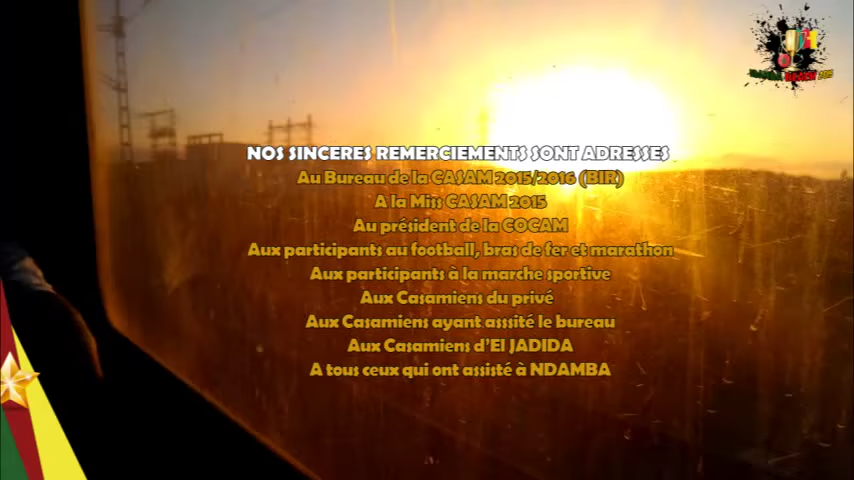 NOS SINCERES REMERCIEMENTS SONT ADRESSES
Au Bureau de la CASAM 2015/2016 (BIR)
A la Miss CASAM 2015
Au président de la COCAM
Aux participants au football, bras de fer et marathon
Aux participants à la marche sportive
Aux Casamiens du privé
Aux Casamiens ayant asssité le bureau
Aux Casamiens d'El JADIDA
A tous ceux qui ont assisté à NDAMBA